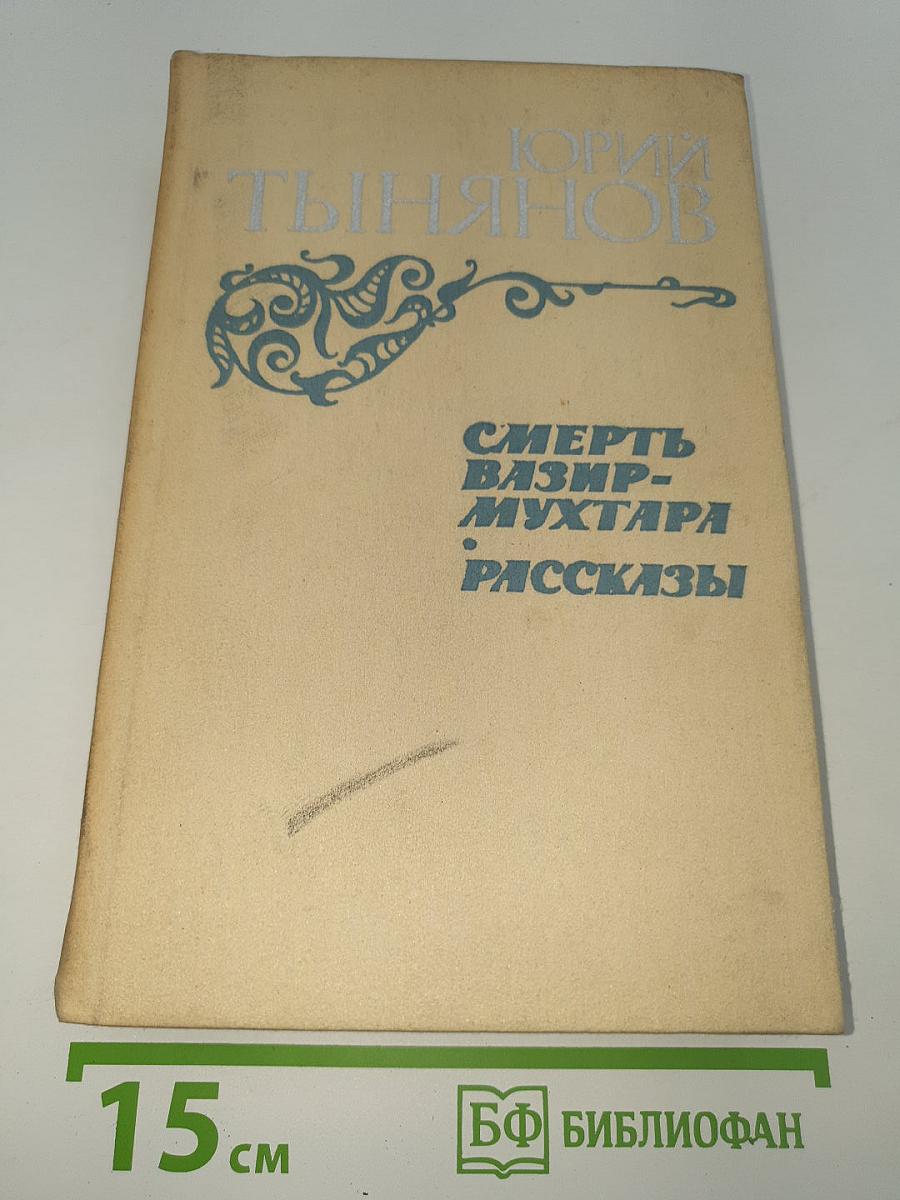 ЮРИЙ
ТЫНЯНОВ
СМЕРТЬ
ВАЗИР-
МУХТАРА
•
РАССКАЗЫ
15 см
БФ БИБЛИОФАН